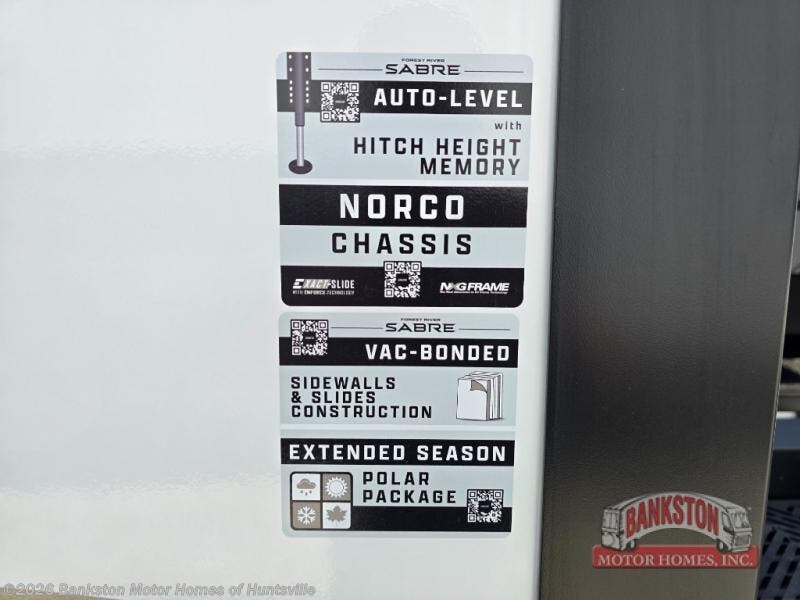 FOREST RIVER
SABRE
AUTO-LEVEL
with
HITCH HEIGHT
MEMORY
NORCO
CHASSIS
EXACT-SLIDE
WITH ENFORCE TECHNOLOGY
NXG FRAME
FOREST RIVER
SABRE
VAC-BONDED
SIDEWALLS
& SLIDES
CONSTRUCTION
EXTENDED SEASON
POLAR
PACKAGE
BANKSTON
MOTOR HOMES, INC.
©2026 Bankston Motor Homes of Huntsville